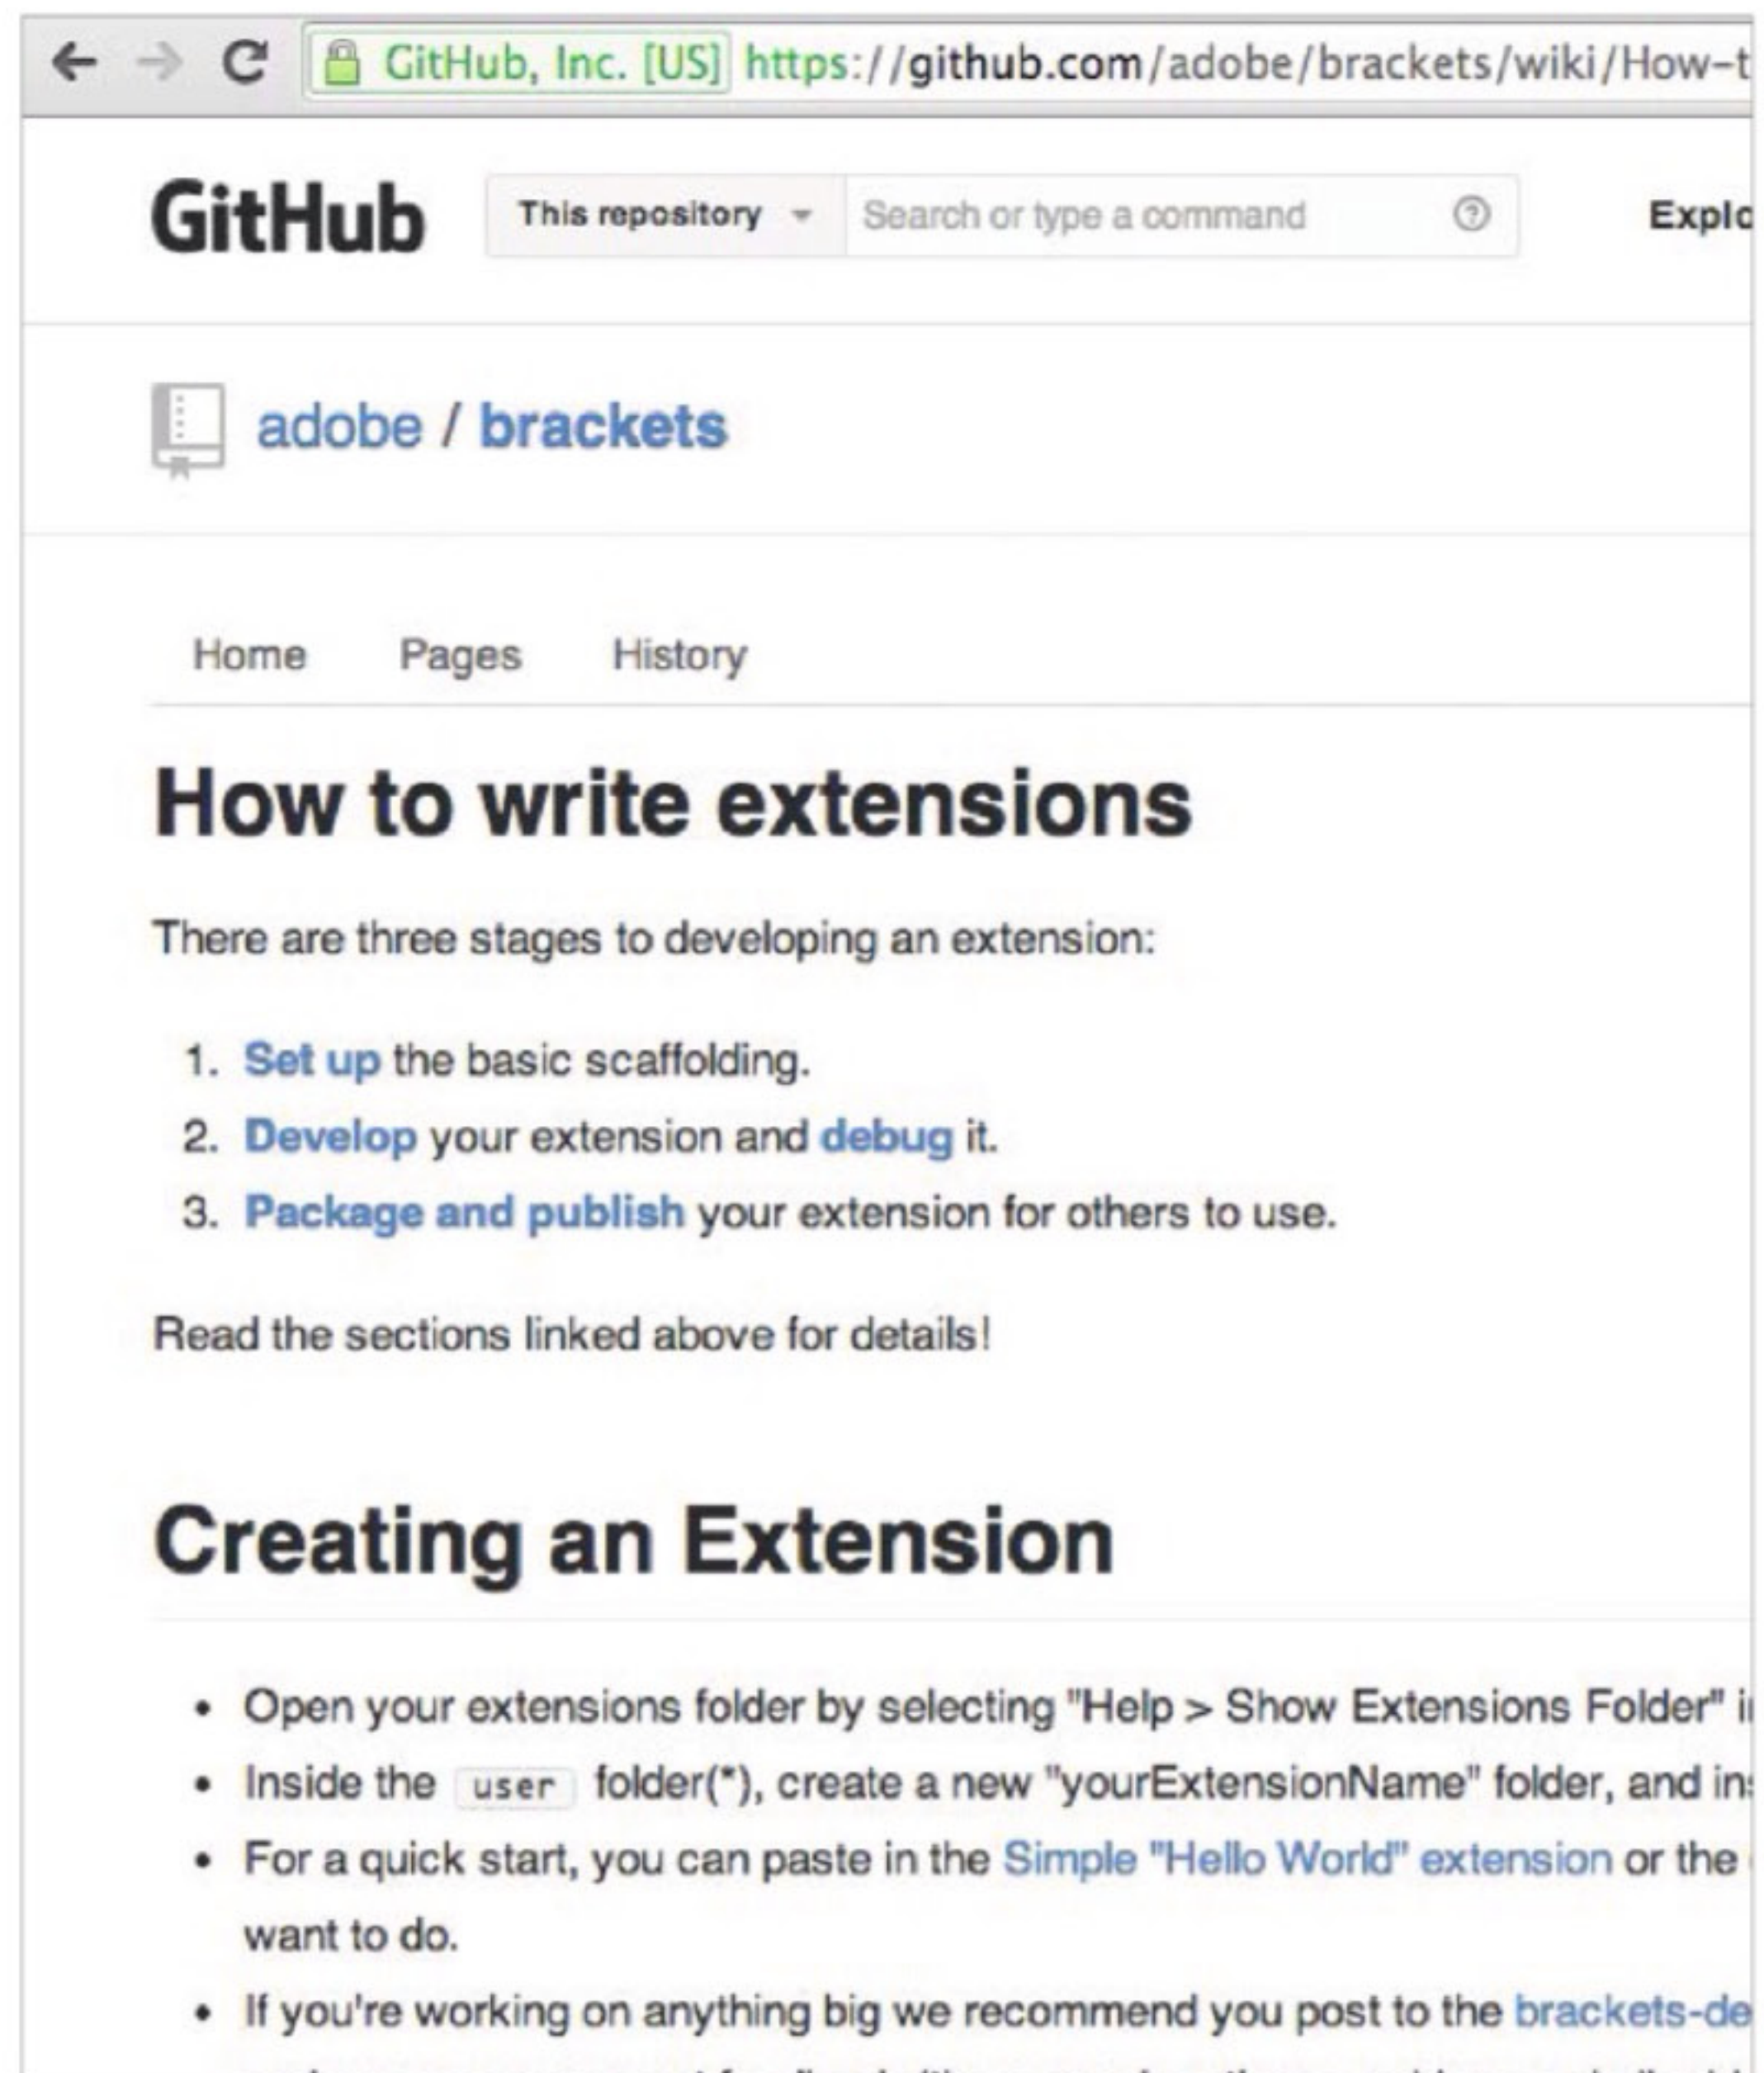 GitHub, Inc. [US] https://github.com/adobe/brackets/wiki/How-t
GitHub This repository Search or type a command Explo
adobe / brackets
Home Pages History
How to write extensions
There are three stages to developing an extension:
1. Set up the basic scaffolding.
2. Develop your extension and debug it.
3. Package and publish your extension for others to use.
Read the sections linked above for details!
Creating an Extension
• Open your extensions folder by selecting "Help > Show Extensions Folder" i
• Inside the user folder(*), create a new "yourExtensionName" folder, and in
• For a quick start, you can paste in the Simple "Hello World" extension or the
want to do.
• If you're working on anything big we recommend you post to the brackets-de